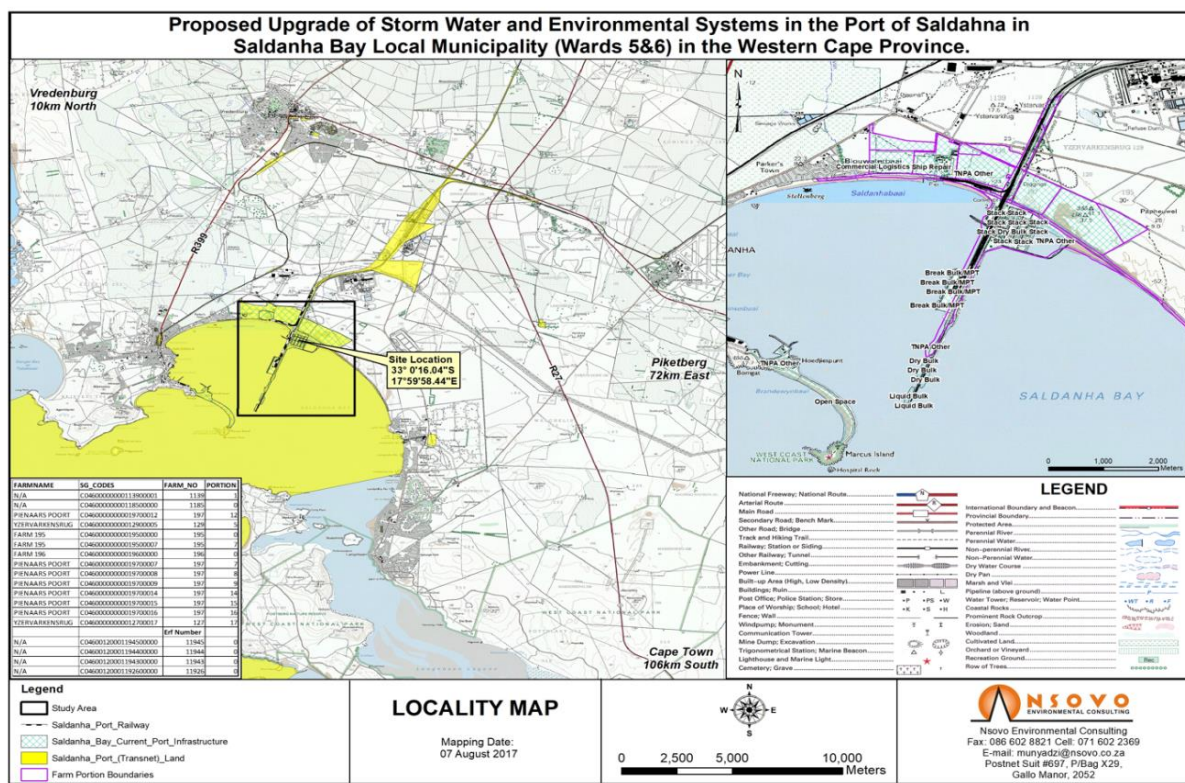 Proposed Upgrade of Storm Water and Environmental Systems in the Port of Saldahna in
Saldanha Bay Local Municipality (Wards 5&6) in the Western Cape Province.
Vredenburg
10km North
R399
R27
Piketberg
72km East
Cape Town
106km South
Site Location
33° 0'16.04"S
17°59'58.44"E
N
Parker's
Town
Commercial Logistics Ship Repair
TNPA Other
Saldanhabaai
Stack Stack
Stack Stack Stack
Stack Dry Bulk Stack
Stack Stack TNPA Other
Break Bulk/MPT
Break Bulk/MPT
Break Bulk/MPT
Break Bulk/MPT
TNPA Other
Dry Bulk
Dry Bulk
Dry Bulk
Liquid Bulk
Liquid Bulk
TNPA Other
Hoedjiespunt
Open Space
Marcus Island
WEST COAST
NATIONAL PARK
SALDANHA BAY
0 1,000 2,000
Meters
FARMNAME SG_CODES FARM_NO PORTION
N/A C04600000000113900001 1139 1
N/A C04600000000118500000 1185 0
PIENAARS POORT C04600000000019700012 197 12
YZERVARKENSRUG C04600000000012900005 129 5
FARM 195 C04600000000019500000 195 0
FARM 195 C04600000000019500007 195 7
FARM 196 C04600000000019600000 196 0
PIENAARS POORT C04600000000019700007 197 7
PIENAARS POORT C04600000000019700008 197 8
PIENAARS POORT C04600000000019700009 197 9
PIENAARS POORT C04600000000019700014 197 14
PIENAARS POORT C04600000000019700015 197 15
PIENAARS POORT C04600000000019700016 197 16
YZERVARKENSRUG C04600000000012700017 127 17
Erf Number
N/A C04600120001194500000 11945 0
N/A C04600120001194400000 11944 0
N/A C04600120001194300000 11943 0
N/A C04600120001192600000 11926 0
LEGEND
National Freeway; National Route
Arterial Route
Main Road
Secondary Road; Bench Mark
Other Road; Bridge
Track and Hiking Trail
Railway; Station or Siding
Other Railway; Tunnel
Embankment; Cutting
Power Line
Built-up Area (High, Low Density)
Buildings; Ruin
Post Office; Police Station; Store
Place of Worship; School; Hotel
Fence; Wall
Windpump; Monument
Communication Tower
Mine Dump; Excavation
Trigonometrical Station; Marine Beacon
Lighthouse and Marine Light
Cemetery; Grave
International Boundary and Beacon
Provincial Boundary
Protected Area
Perennial River
Perennial Water
Non-perennial River
Non-Perennial Water
Dry Water Course
Dry Pan
Marsh and Vlei
Pipeline (above ground)
Water Tower; Reservoir; Water Point
Coastal Rocks
Prominent Rock Outcrop
Erosion; Sand
Woodland
Cultivated Land
Orchard or Vineyard
Recreation Ground
Row of Trees
Legend
Study Area
Saldanha_Port_Railway
Saldanha_Bay_Current_Port_Infrastructure
Saldanha_Port_(Transnet)_Land
Farm Portion Boundaries
LOCALITY MAP
Mapping Date:
07 August 2017
N
W E
S
0 2,500 5,000 10,000
Meters
NSOVO
ENVIRONMENTAL CONSULTING
Nsovo Environmental Consulting
Fax: 086 602 8821 Cell: 071 602 2369
E-mail: munyadzi@nsovo.co.za
Postnet Suit #697, P/Bag X29,
Gallo Manor, 2052